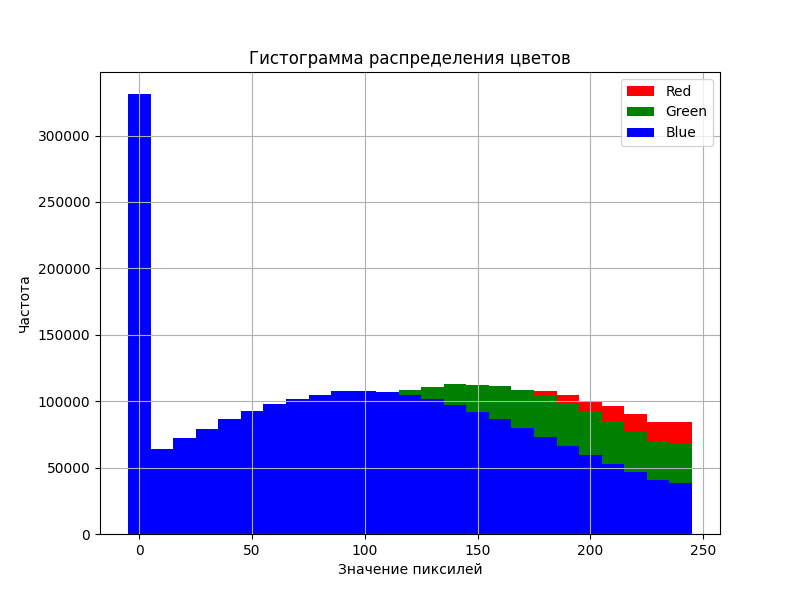 Гистограмма распределения цветов
Red
Green
Blue
300000
250000
200000
150000
100000
50000
0
Частота
0 50 100 150 200 250
Значение пиксилей